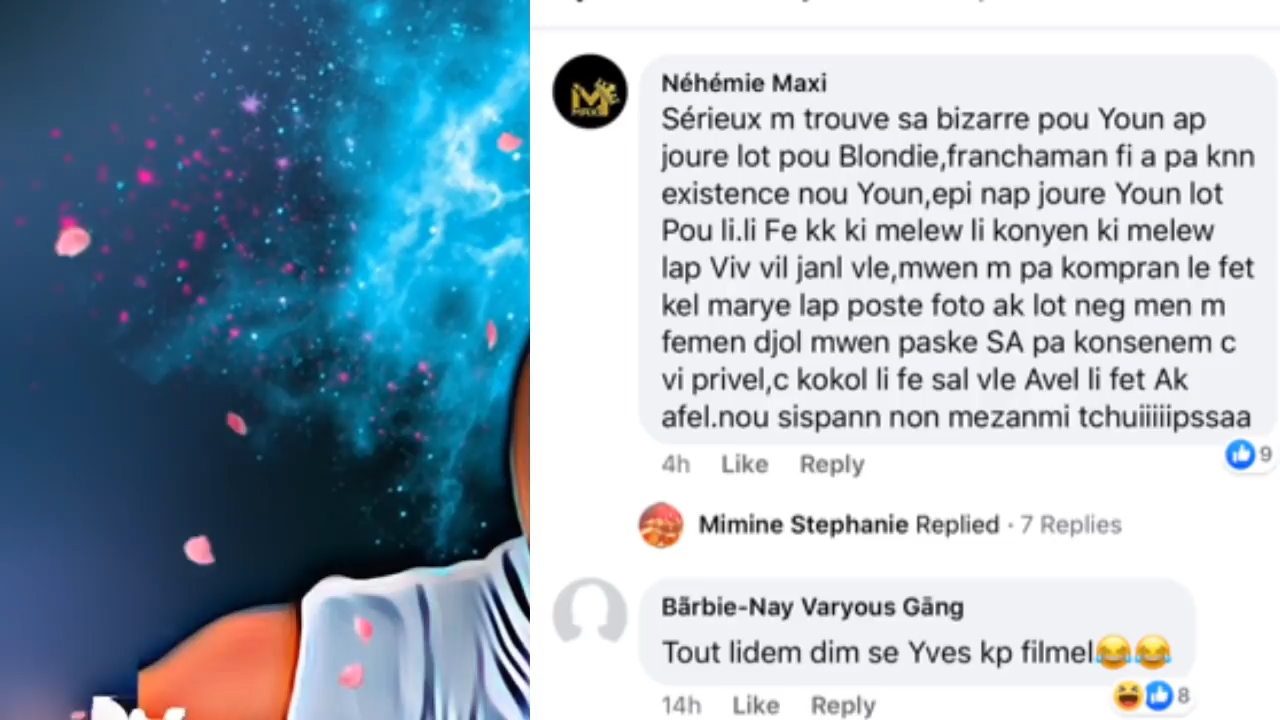 Néhémie Maxi
Sérieux m trouve sa bizarre pou Youn ap
joure lot pou Blondie,franchaman fi a pa knn
existence nou Youn,epi nap joure Youn lot
Pou li.li Fe kk ki melew li konyen ki melew
lap Viv vil janl vle,mwen m pa kompran le fet
kel marye lap poste foto ak lot neg men m
femen djol mwen paske SA pa konsenem c
vi privel,c kokol li fe sal vle Avel li fet Ak
afel.nou sispann non mezanmi tchuiiiiipssaa
4h Like Reply 9
Mimine Stephanie Replied · 7 Replies
Bãrbie-Nay Varyous Gãng
Tout lidem dim se Yves kp filmel😂😂
14h Like Reply 8